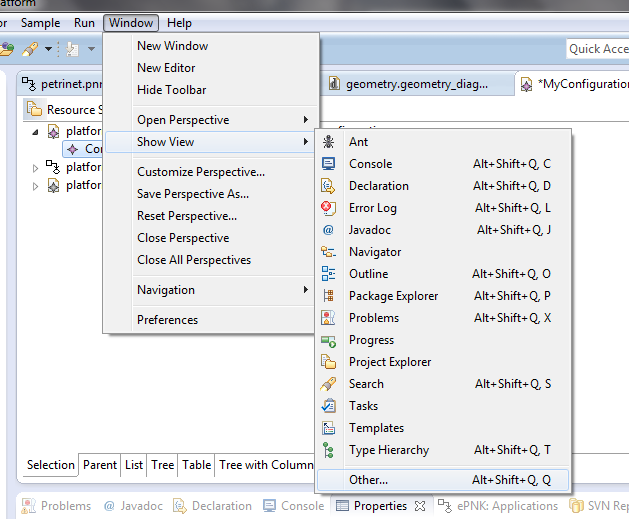 latform
or Sample Run Window Help
Quick Acce
petrinet.pnm
geometry.geometry_diag...
*MyConfiguration
Resource S
platfor
Con
platfor
platfor
New Window
New Editor
Hide Toolbar
Open Perspective
Show View
Customize Perspective...
Save Perspective As...
Reset Perspective...
Close Perspective
Close All Perspectives
Navigation
Preferences
Ant
Console Alt+Shift+Q, C
Declaration Alt+Shift+Q, D
Error Log Alt+Shift+Q, L
Javadoc Alt+Shift+Q, J
Navigator
Outline Alt+Shift+Q, O
Package Explorer Alt+Shift+Q, P
Problems Alt+Shift+Q, X
Progress
Project Explorer
Search Alt+Shift+Q, S
Tasks
Templates
Type Hierarchy Alt+Shift+Q, T
Other... Alt+Shift+Q, Q
Selection Parent List Tree Table Tree with Column
Problems @ Javadoc Declaration Console Properties ePNK: Applications SVN Rep